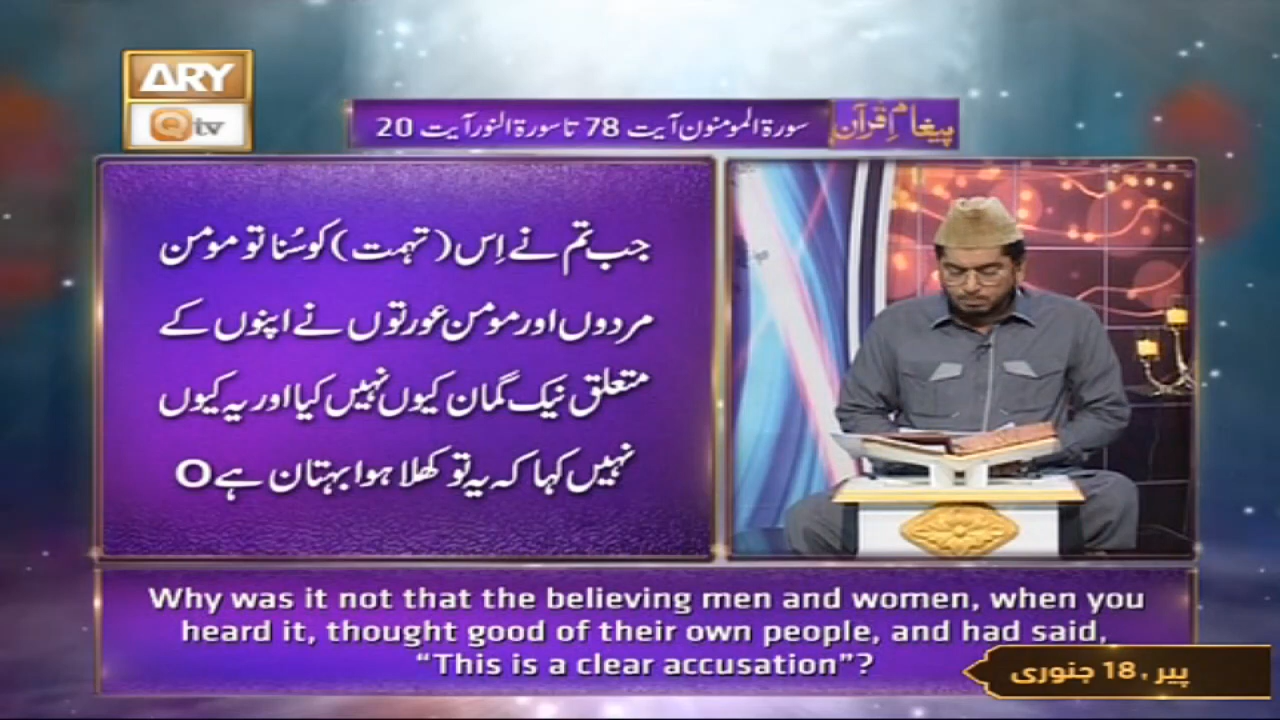 ARY
Qtv
پیغامِ قرآن
سورۃ المومنون آیت 78 تا سورۃ النور آیت 20
جب تم نے اِس (تہمت) کو سُنا تو مومن
مردوں اور مومن عورتوں نے اپنوں کے
متعلق نیک گمان کیوں نہیں کیا اور یہ کیوں
نہیں کہا کہ یہ تو کھلا ہوا بہتان ہے O
Why was it not that the believing men and women, when you
heard it, thought good of their own people, and had said,
“This is a clear accusation”?
پیر، 18 جنوری